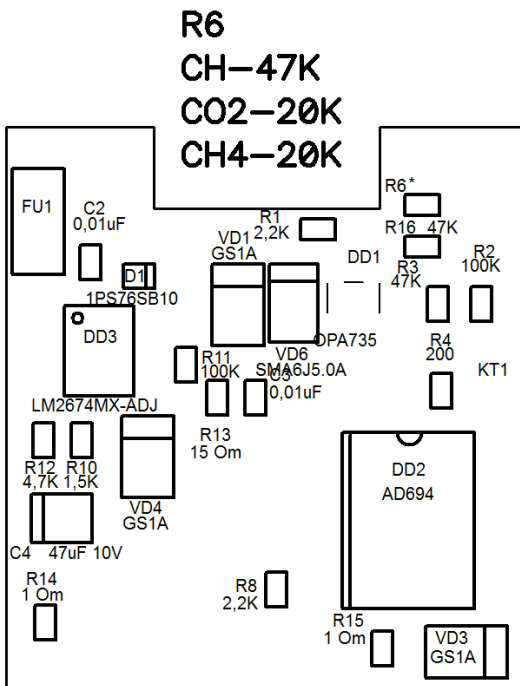 R6
CH-47K
CO2-20K
CH4-20K
FU1
C2
0,01uF
R6*
R1
2,2K
R16 47K
VD1
GS1A
DD1
R3
47K
R2
100K
D1
1PS76SB10
DD3
OPA735
VD6
SMA6J5.0A
R4
200
KT1
R11
100K
C3
0,01uF
LM2674MX-ADJ
R13
15 Om
R12
4,7K
R10
1,5K
VD4
GS1A
DD2
AD694
C4 47uF 10V
R14
1 Om
R8
2,2K
R15
1 Om
VD3
GS1A